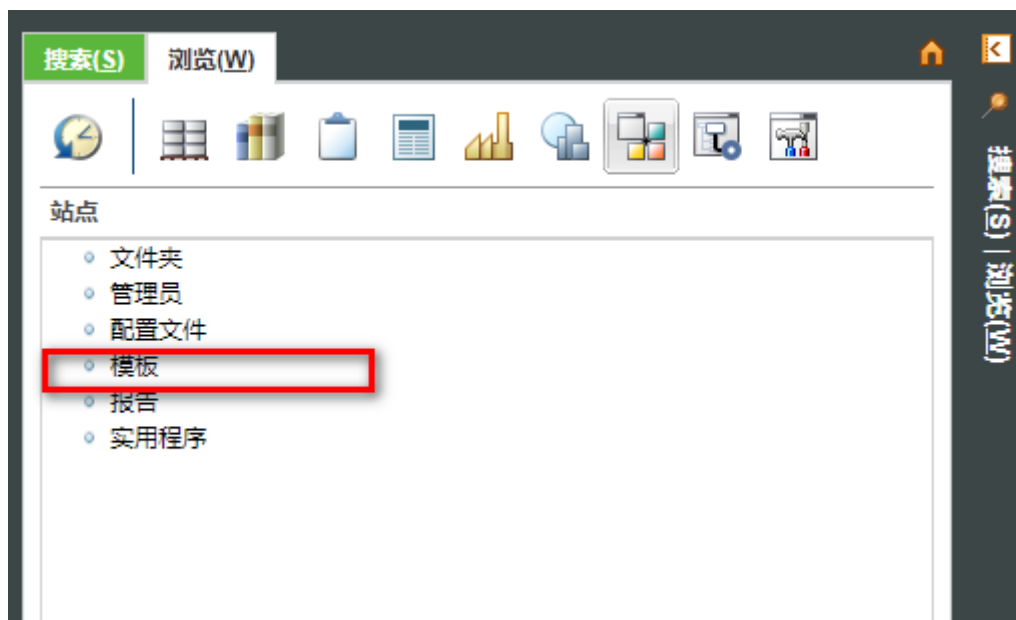 搜索(S) 浏览(W)
站点
文件夹
管理员
配置文件
模板
报告
实用程序
搜索(S) | 浏览(W)